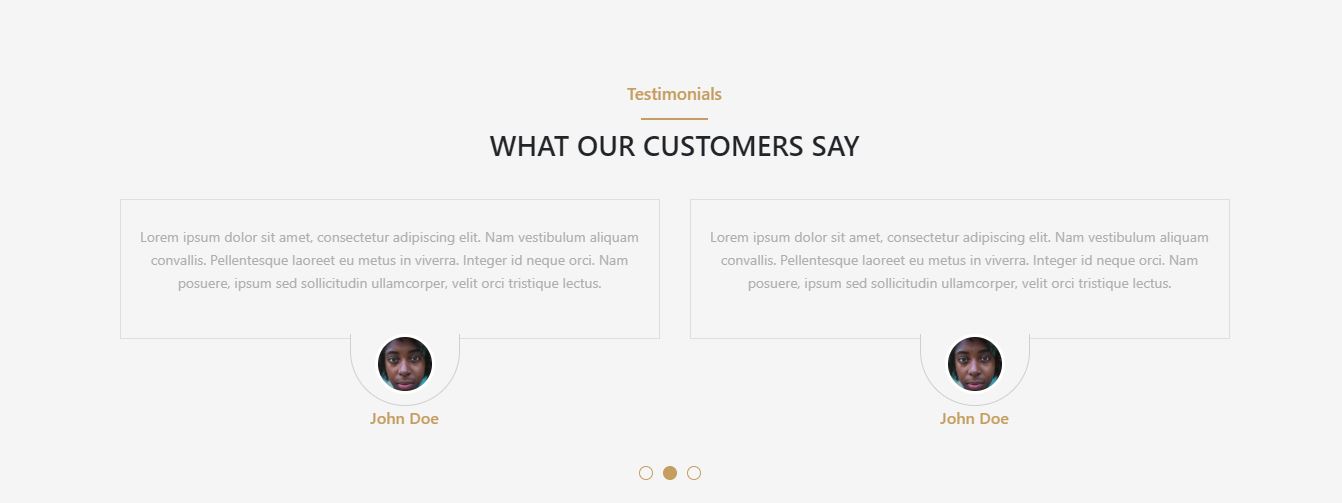 Testimonials
WHAT OUR CUSTOMERS SAY
Lorem ipsum dolor sit amet, consectetur adipiscing elit. Nam vestibulum aliquam
convallis. Pellentesque laoreet eu metus in viverra. Integer id neque orci. Nam
posuere, ipsum sed sollicitudin ullamcorper, velit orci tristique lectus.
John Doe
Lorem ipsum dolor sit amet, consectetur adipiscing elit. Nam vestibulum aliquam
convallis. Pellentesque laoreet eu metus in viverra. Integer id neque orci. Nam
posuere, ipsum sed sollicitudin ullamcorper, velit orci tristique lectus.
John Doe